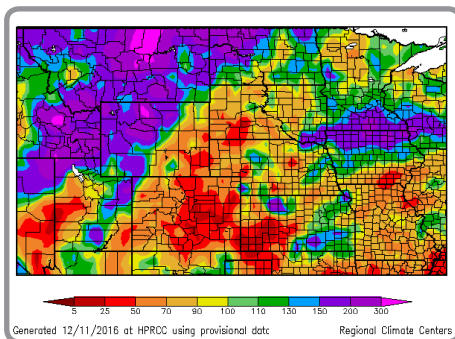 5 25 50 70 90 100 110 130 150 200 300
Generated 12/11/2016 at HPRCC using provisional data
Regional Climate Centers